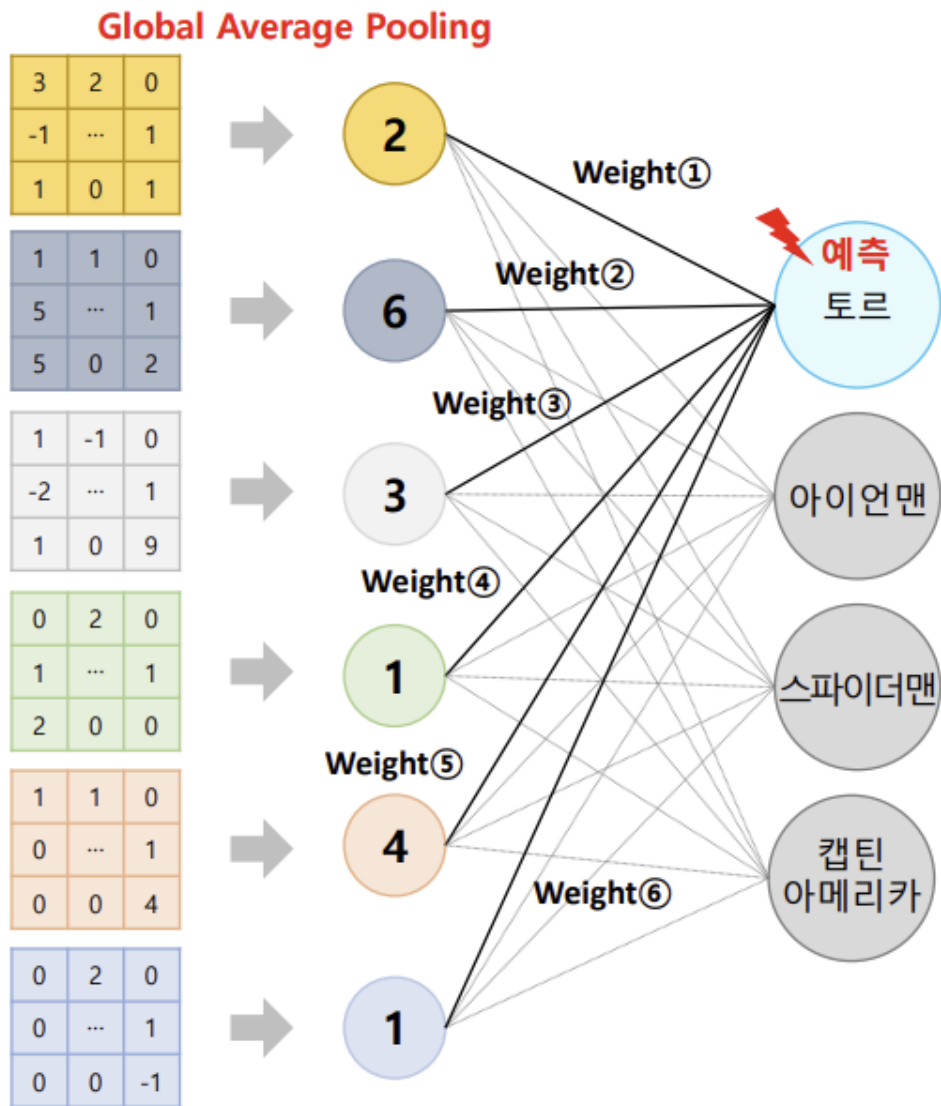 Global Average Pooling
3 2 0
-1 ... 1
1 0 1
2
Weight①
1 1 0
5 ... 1
5 0 2
6
Weight②
예측
토르
1 -1 0
-2 ... 1
1 0 9
3
Weight③
아이언맨
0 2 0
1 ... 1
2 0 0
1
Weight④
스파이더맨
1 1 0
0 ... 1
0 0 4
4
Weight⑤
캡틴
아메리카
0 2 0
0 ... 1
0 0 -1
1
Weight⑥